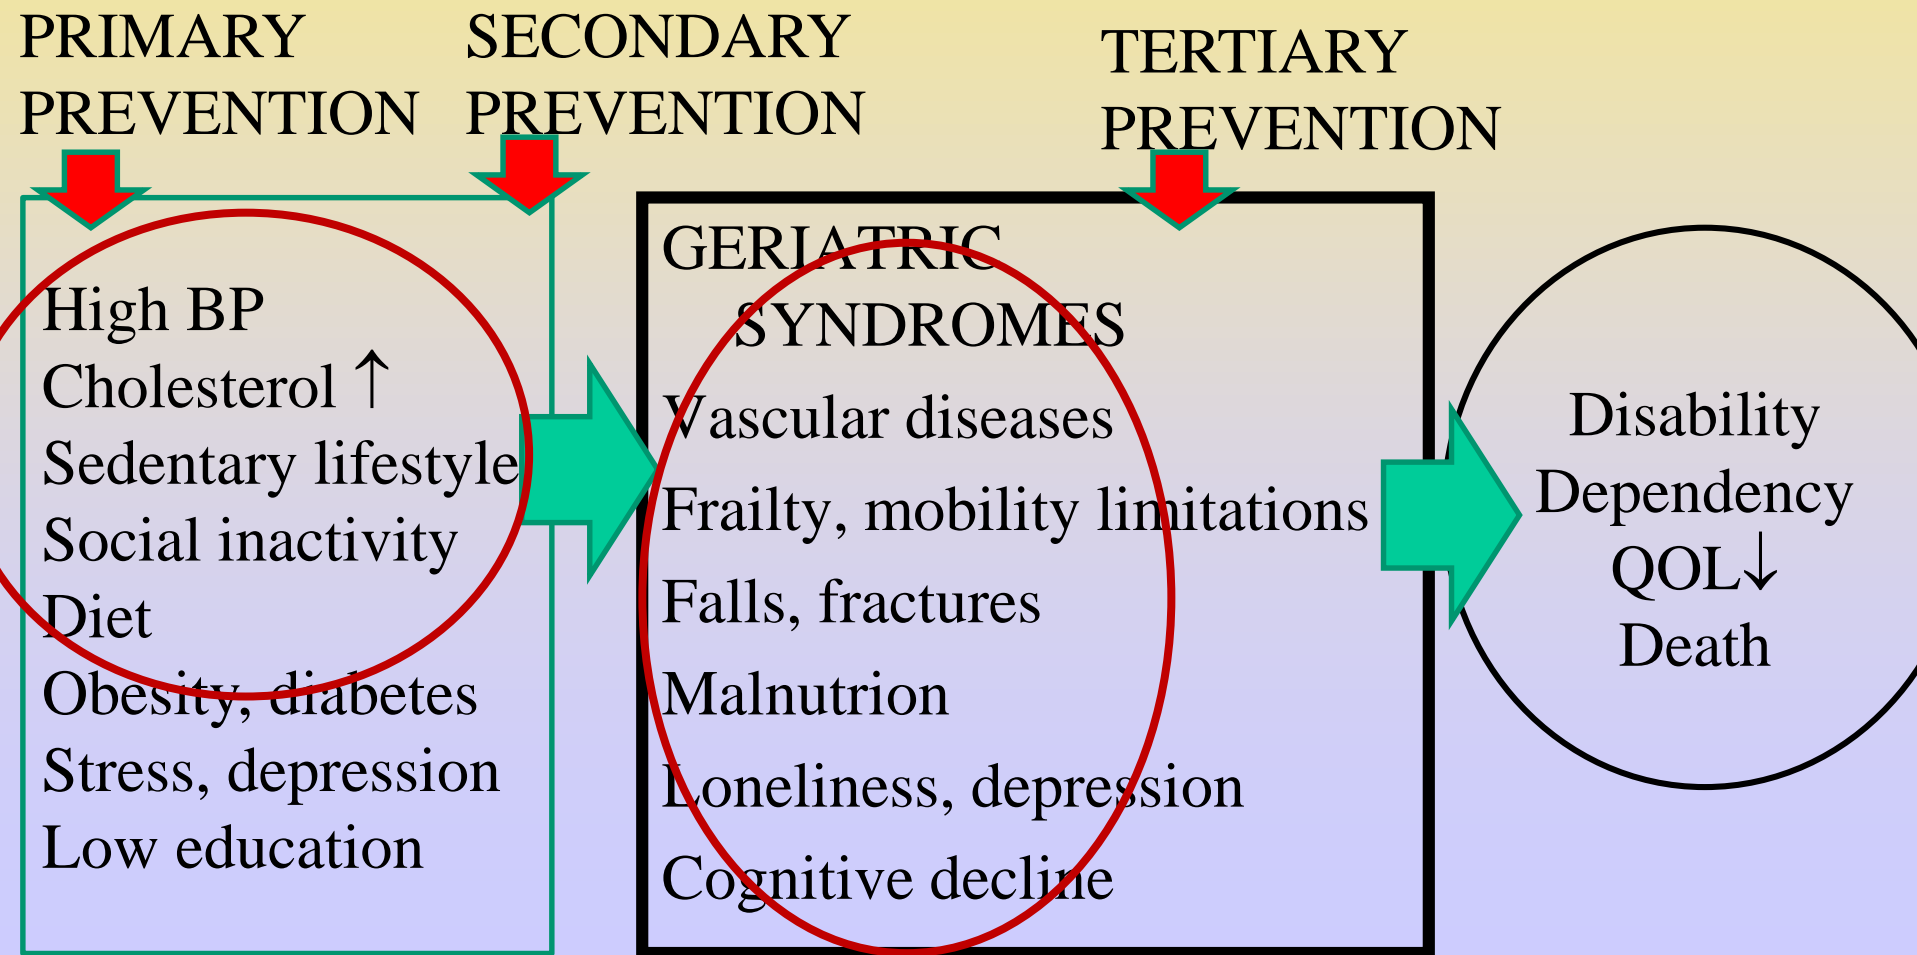 PRIMARY
PREVENTION
SECONDARY
PREVENTION
TERTIARY
PREVENTION
High BP
Cholesterol ↑
Sedentary lifestyle
Social inactivity
Diet
Obesity, diabetes
Stress, depression
Low education
GERIATRIC
SYNDROMES
Vascular diseases
Frailty, mobility limitations
Falls, fractures
Malnutrion
Loneliness, depression
Cognitive decline
Disability
Dependency
QOL↓
Death